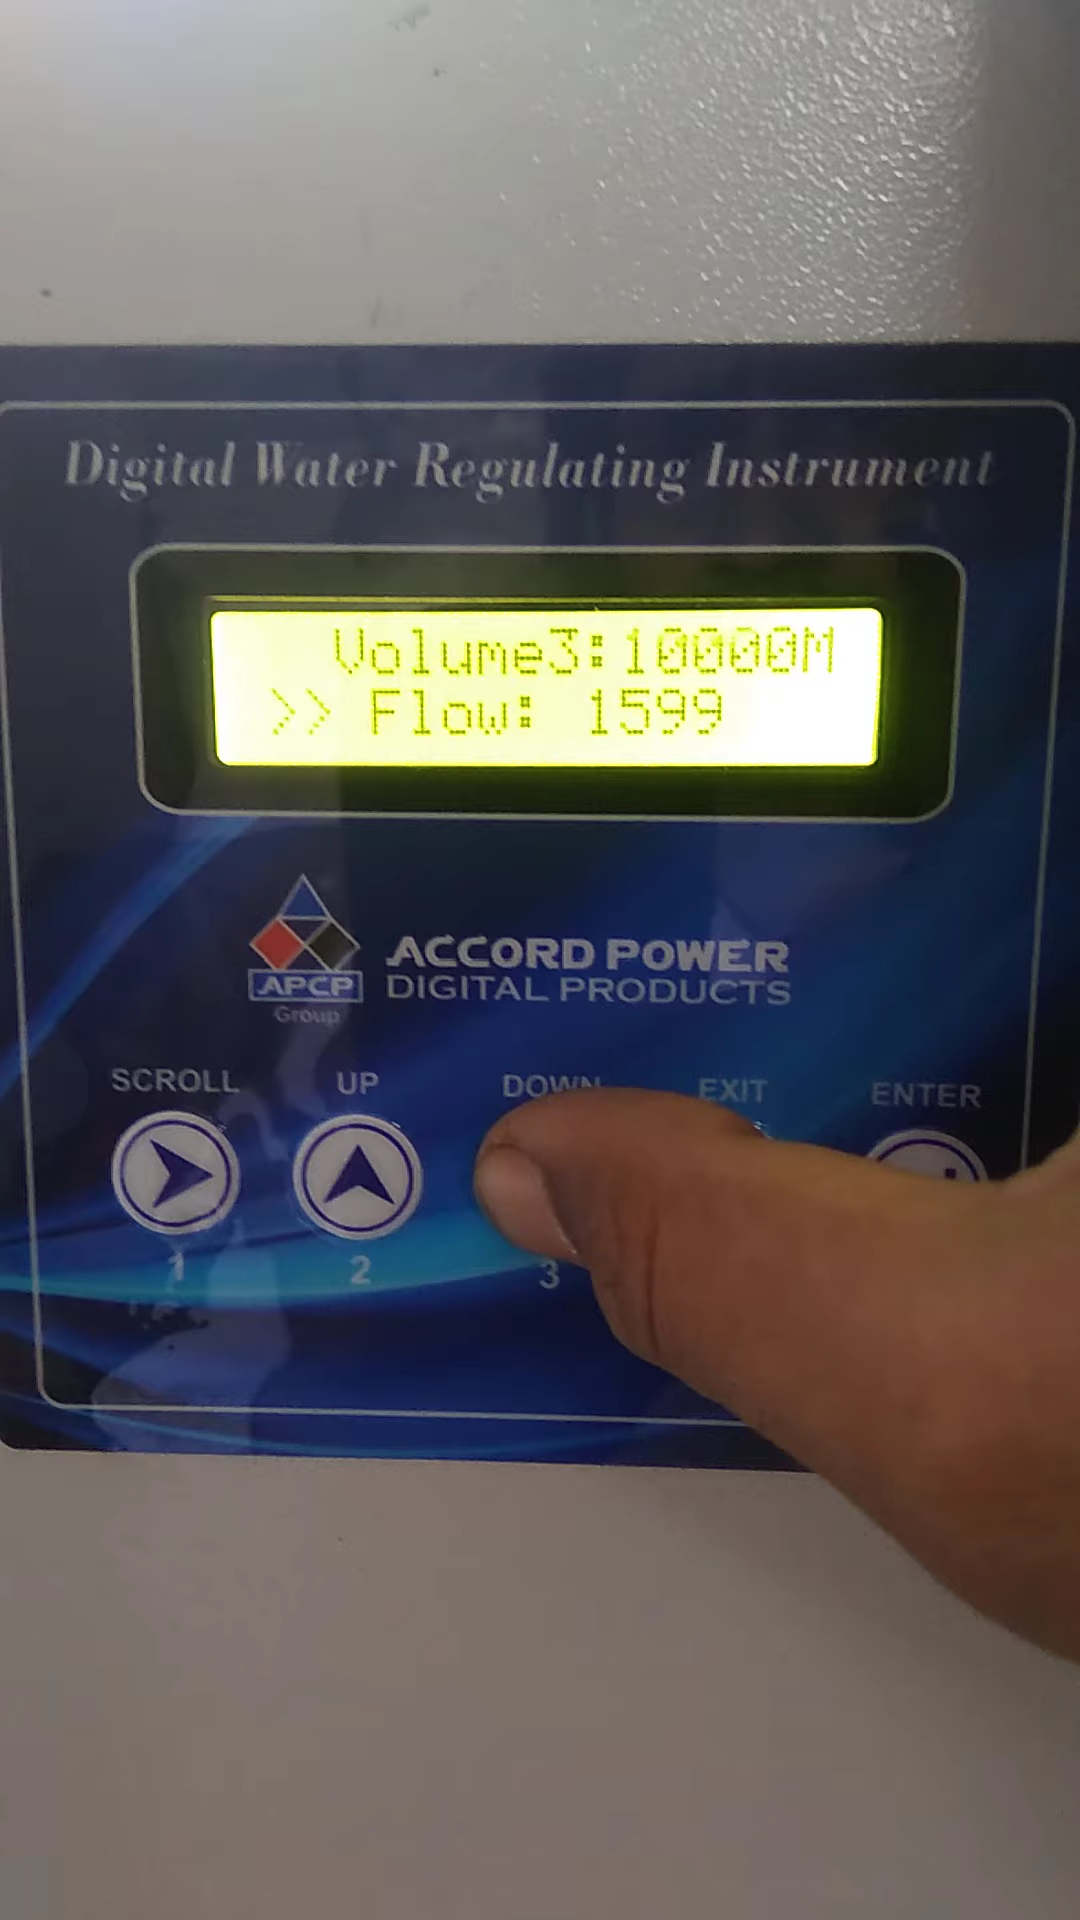 Digital Water Regulating Instrument
Volume3:10000M
>> Flow: 1599
ACCORD POWER
DIGITAL PRODUCTS
APCP
Group
SCROLL UP DOWN EXIT ENTER
1 2 3